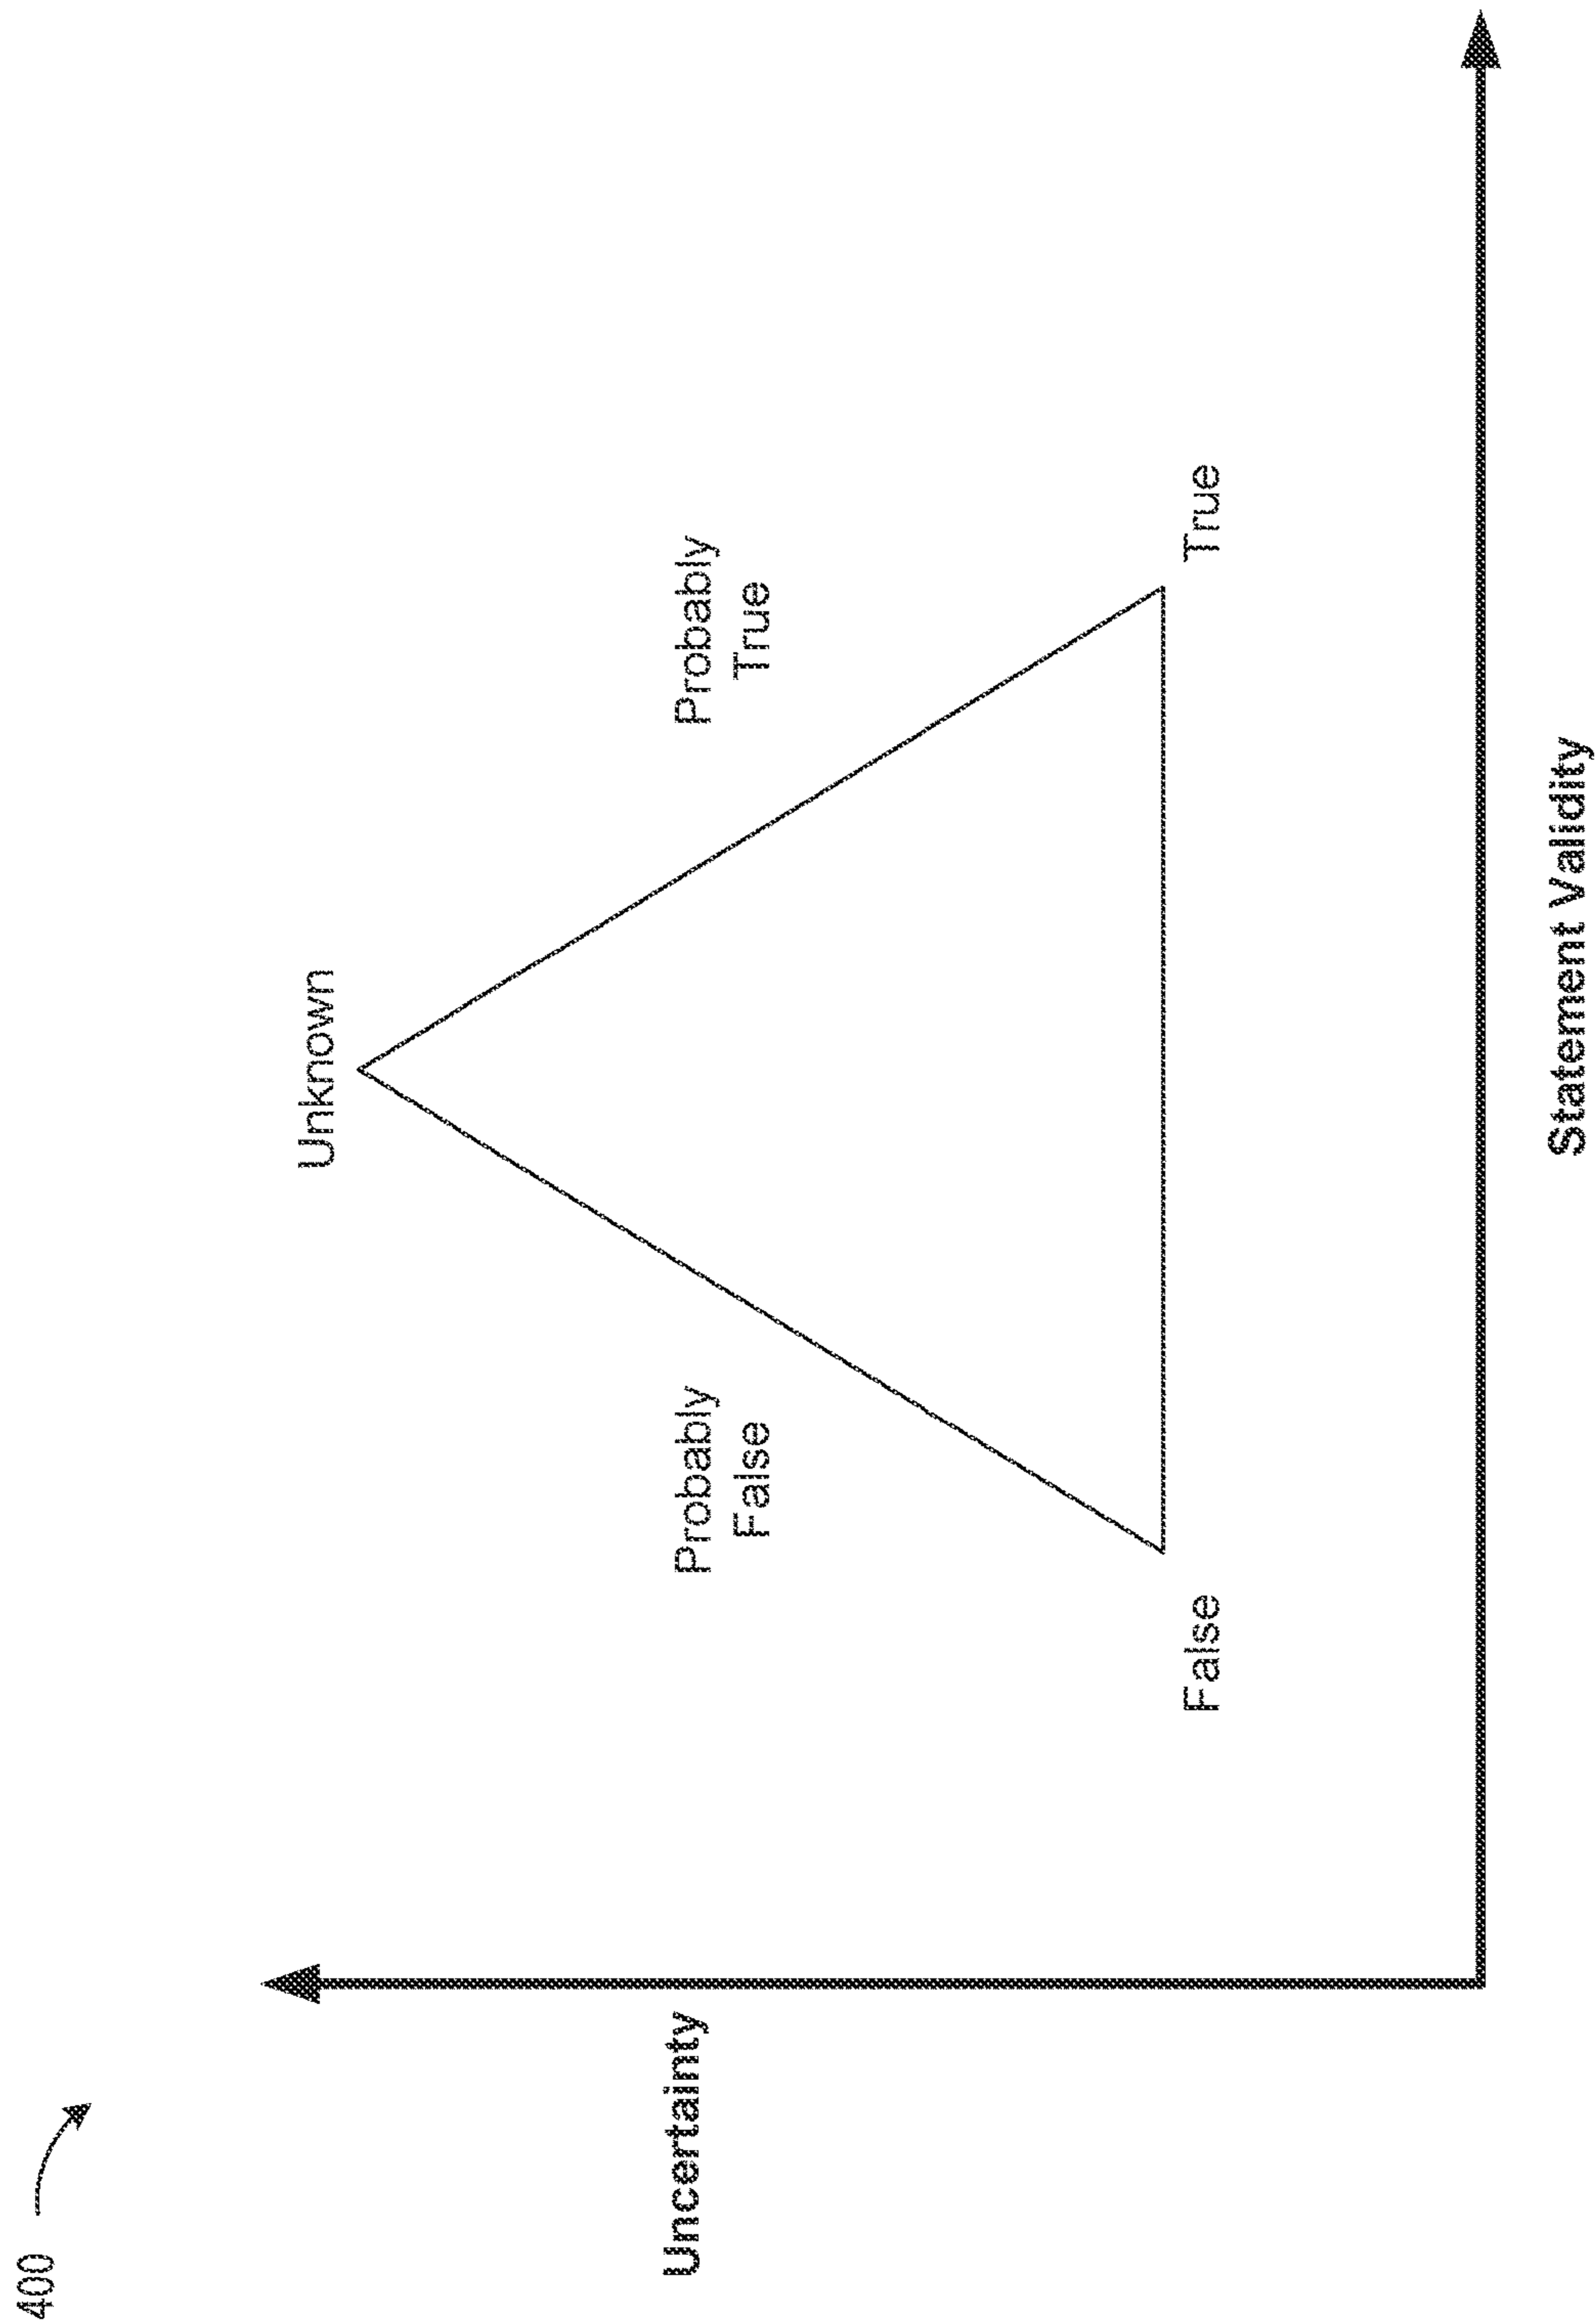 400
Unknown
Probably
False
Probably
True
Uncertainty
False
True
Statement Validity